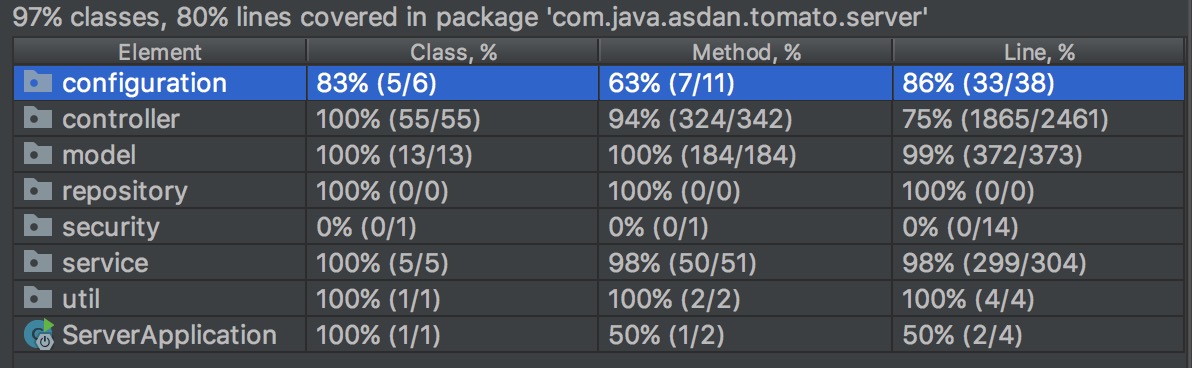 97% classes, 80% lines covered in package 'com.java.asdan.tomato.server'
Element Class, % Method, % Line, %
configuration 83% (5/6) 63% (7/11) 86% (33/38)
controller 100% (55/55) 94% (324/342) 75% (1865/2461)
model 100% (13/13) 100% (184/184) 99% (372/373)
repository 100% (0/0) 100% (0/0) 100% (0/0)
security 0% (0/1) 0% (0/1) 0% (0/14)
service 100% (5/5) 98% (50/51) 98% (299/304)
util 100% (1/1) 100% (2/2) 100% (4/4)
ServerApplication 100% (1/1) 50% (1/2) 50% (2/4)